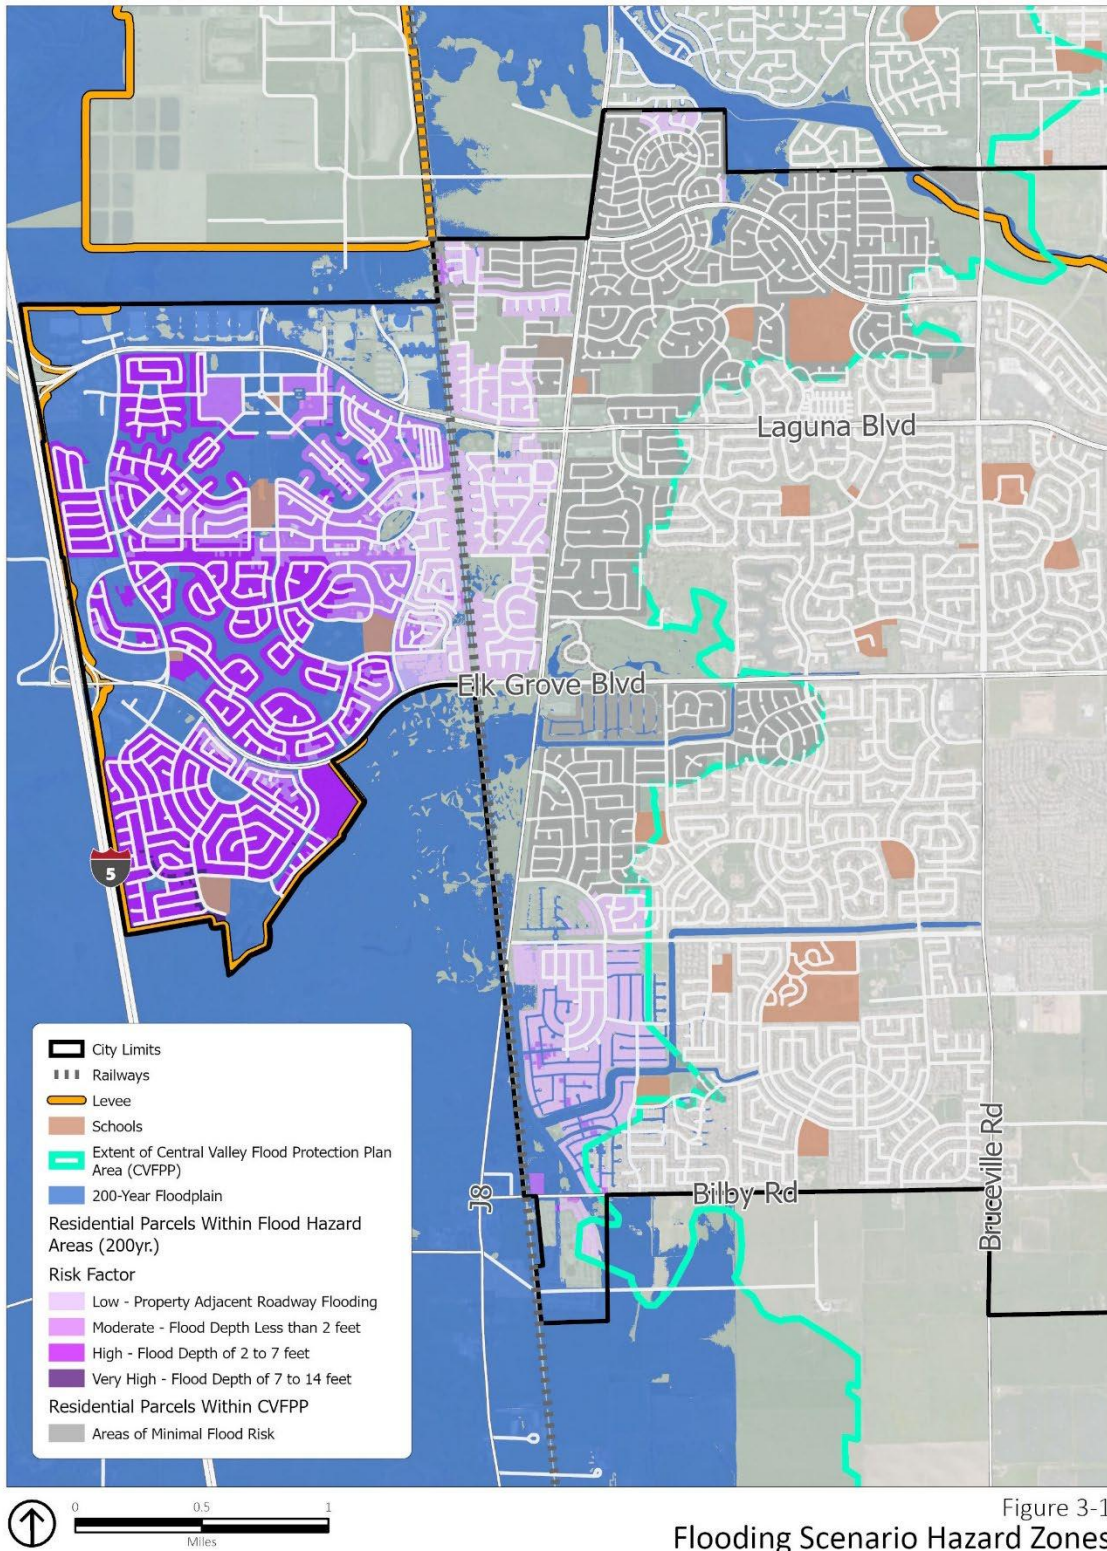 Laguna Blvd
Elk Grove Blvd
5
J8
Bilby Rd
Bruceville Rd
City Limits
Railways
Levee
Schools
Extent of Central Valley Flood Protection Plan
Area (CVFPP)
200-Year Floodplain
Residential Parcels Within Flood Hazard
Areas (200yr.)
Risk Factor
Low - Property Adjacent Roadway Flooding
Moderate - Flood Depth Less than 2 feet
High - Flood Depth of 2 to 7 feet
Very High - Flood Depth of 7 to 14 feet
Residential Parcels Within CVFPP
Areas of Minimal Flood Risk
0 0.5 1
Miles
Figure 3-1
Flooding Scenario Hazard Zones